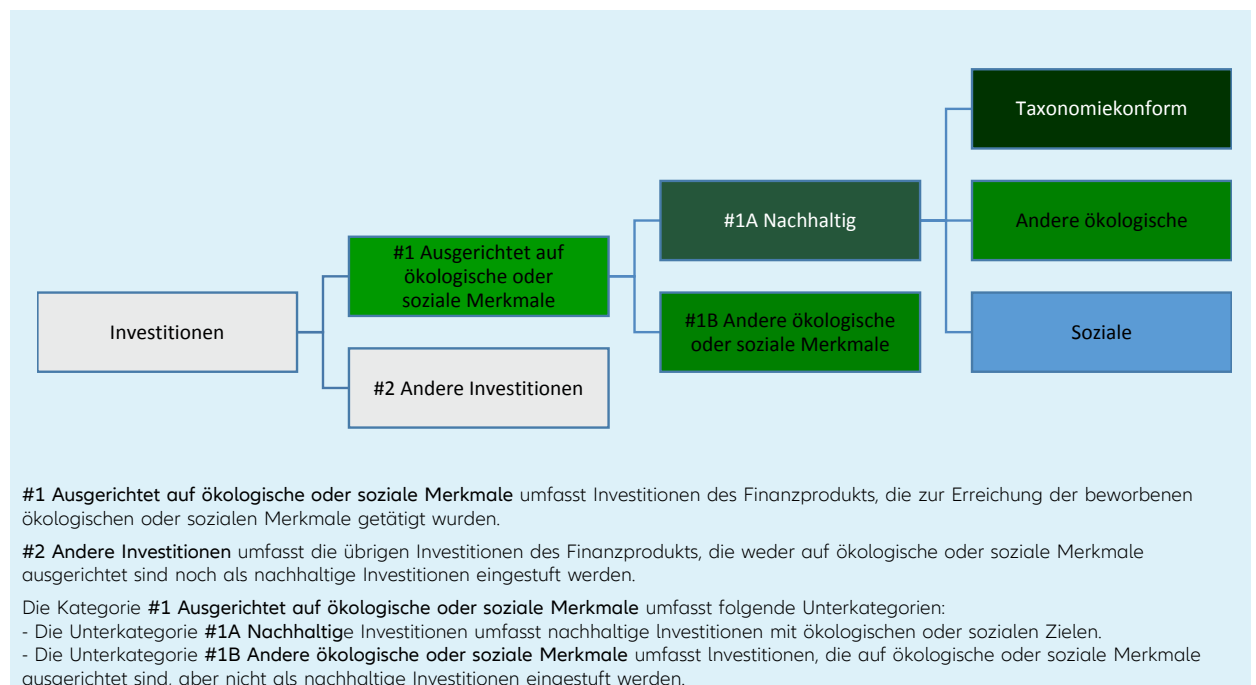 Taxonomiekonform
#1A Nachhaltig
Andere ökologische
#1 Ausgerichtet auf
ökologische oder
soziale Merkmale
Investitionen
#1B Andere ökologische
oder soziale Merkmale
Soziale
#2 Andere Investitionen
#1 Ausgerichtet auf ökologische oder soziale Merkmale umfasst Investitionen des Finanzprodukts, die zur Erreichung der beworbenen
ökologischen oder sozialen Merkmale getätigt wurden.
#2 Andere Investitionen umfasst die übrigen Investitionen des Finanzprodukts, die weder auf ökologische oder soziale Merkmale
ausgerichtet sind noch als nachhaltige Investitionen eingestuft werden.
Die Kategorie #1 Ausgerichtet auf ökologische oder soziale Merkmale umfasst folgende Unterkategorien:
- Die Unterkategorie #1A Nachhaltige Investitionen umfasst nachhaltige Investitionen mit ökologischen oder sozialen Zielen.
- Die Unterkategorie #1B Andere ökologische oder soziale Merkmale umfasst Investitionen, die auf ökologische oder soziale Merkmale
ausgerichtet sind, aber nicht als nachhaltige Investitionen eingestuft werden.